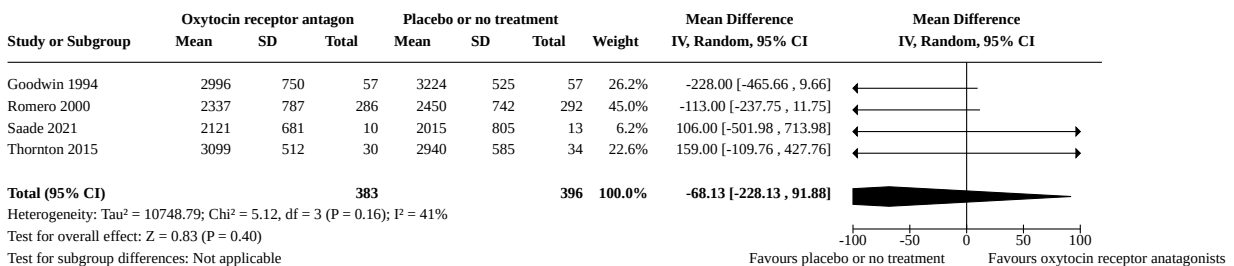 Oxytocin receptor antagon Placebo or no treatment Mean Difference Mean Difference
Study or Subgroup Mean SD Total Mean SD Total Weight IV, Random, 95% CI IV, Random, 95% CI
Goodwin 1994 2996 750 57 3224 525 57 26.2% -228.00 [-465.66 , 9.66]
Romero 2000 2337 787 286 2450 742 292 45.0% -113.00 [-237.75 , 11.75]
Saade 2021 2121 681 10 2015 805 13 6.2% 106.00 [-501.98 , 713.98]
Thornton 2015 3099 512 30 2940 585 34 22.6% 159.00 [-109.76 , 427.76]
Total (95% CI) 383 396 100.0% -68.13 [-228.13 , 91.88]
Heterogeneity: Tau² = 10748.79; Chi² = 5.12, df = 3 (P = 0.16); I² = 41%
Test for overall effect: Z = 0.83 (P = 0.40)
-100 -50 0 50 100
Test for subgroup differences: Not applicable Favours placebo or no treatment Favours oxytocin receptor anatagonists